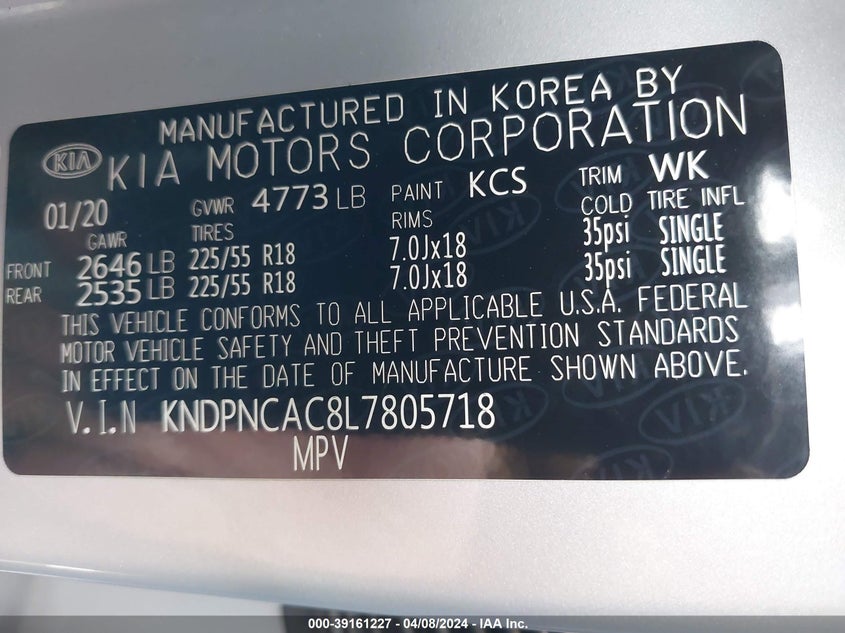 MANUFACTURED IN KOREA BY
KIA KIA MOTORS CORPORATION
01/20 GVWR 4773 LB PAINT KCS TRIM WK
GAWR TIRES RIMS COLD TIRE INFL
FRONT 2646 LB 225/55 R18 7.0Jx18 35psi SINGLE
REAR 2535 LB 225/55 R18 7.0Jx18 35psi SINGLE
THIS VEHICLE CONFORMS TO ALL APPLICABLE U.S.A. FEDERAL
MOTOR VEHICLE SAFETY AND THEFT PREVENTION STANDARDS
IN EFFECT ON THE DATE OF MANUFACTURE SHOWN ABOVE.
V.I.N KNDPNCAC8L7805718
MPV
000-39161227 - 04/08/2024 - IAA Inc.